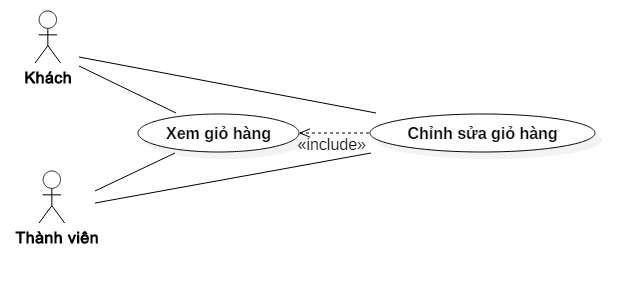 Khách
Xem giỏ hàng
Chỉnh sửa giỏ hàng
«include»
Thành viên